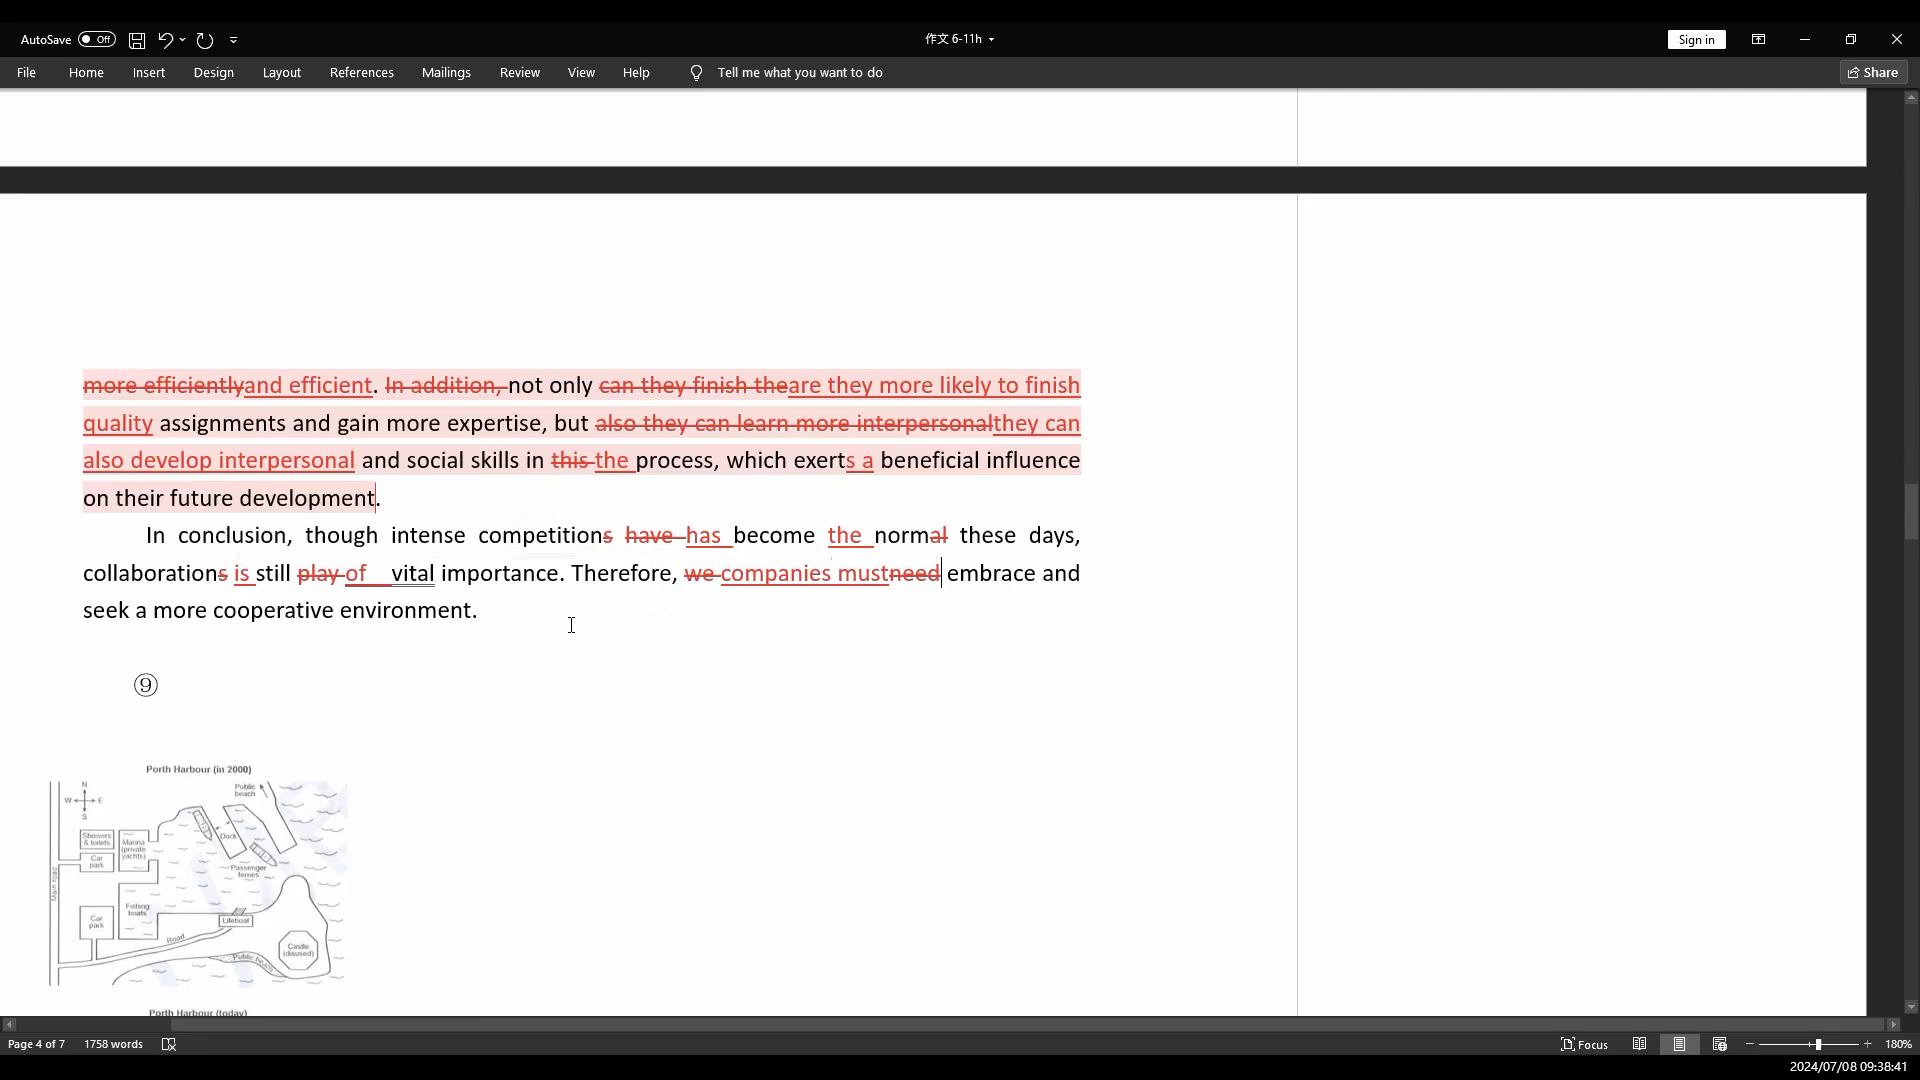 AutoSave Off 作文 6-11h Sign in
File Home Insert Design Layout References Mailings Review View Help Tell me what you want to do Share
more efficientlyand efficient. In addition, not only can they finish theare they more likely to finish
quality assignments and gain more expertise, but also they can learn more interpersonalthey can
also develop interpersonal and social skills in this the process, which exerts a beneficial influence
on their future development.
In conclusion, though intense competitions have has become the normal these days,
collaborations is still play of vital importance. Therefore, we companies mustneed embrace and
seek a more cooperative environment.
⑨
Porth Harbour (in 2000)
N
W E
S
Public
beach
Showers
& toilets
Marina
(private
yachts)
Dock
Car
park
Passenger
ferries
Main road
Fishing
boats
Car
park
Lifeboat
Road
Castle
(disused)
Public beach
Porth Harbour (today)
Page 4 of 7 1758 words Focus 180%
2024/07/08 09:38:41